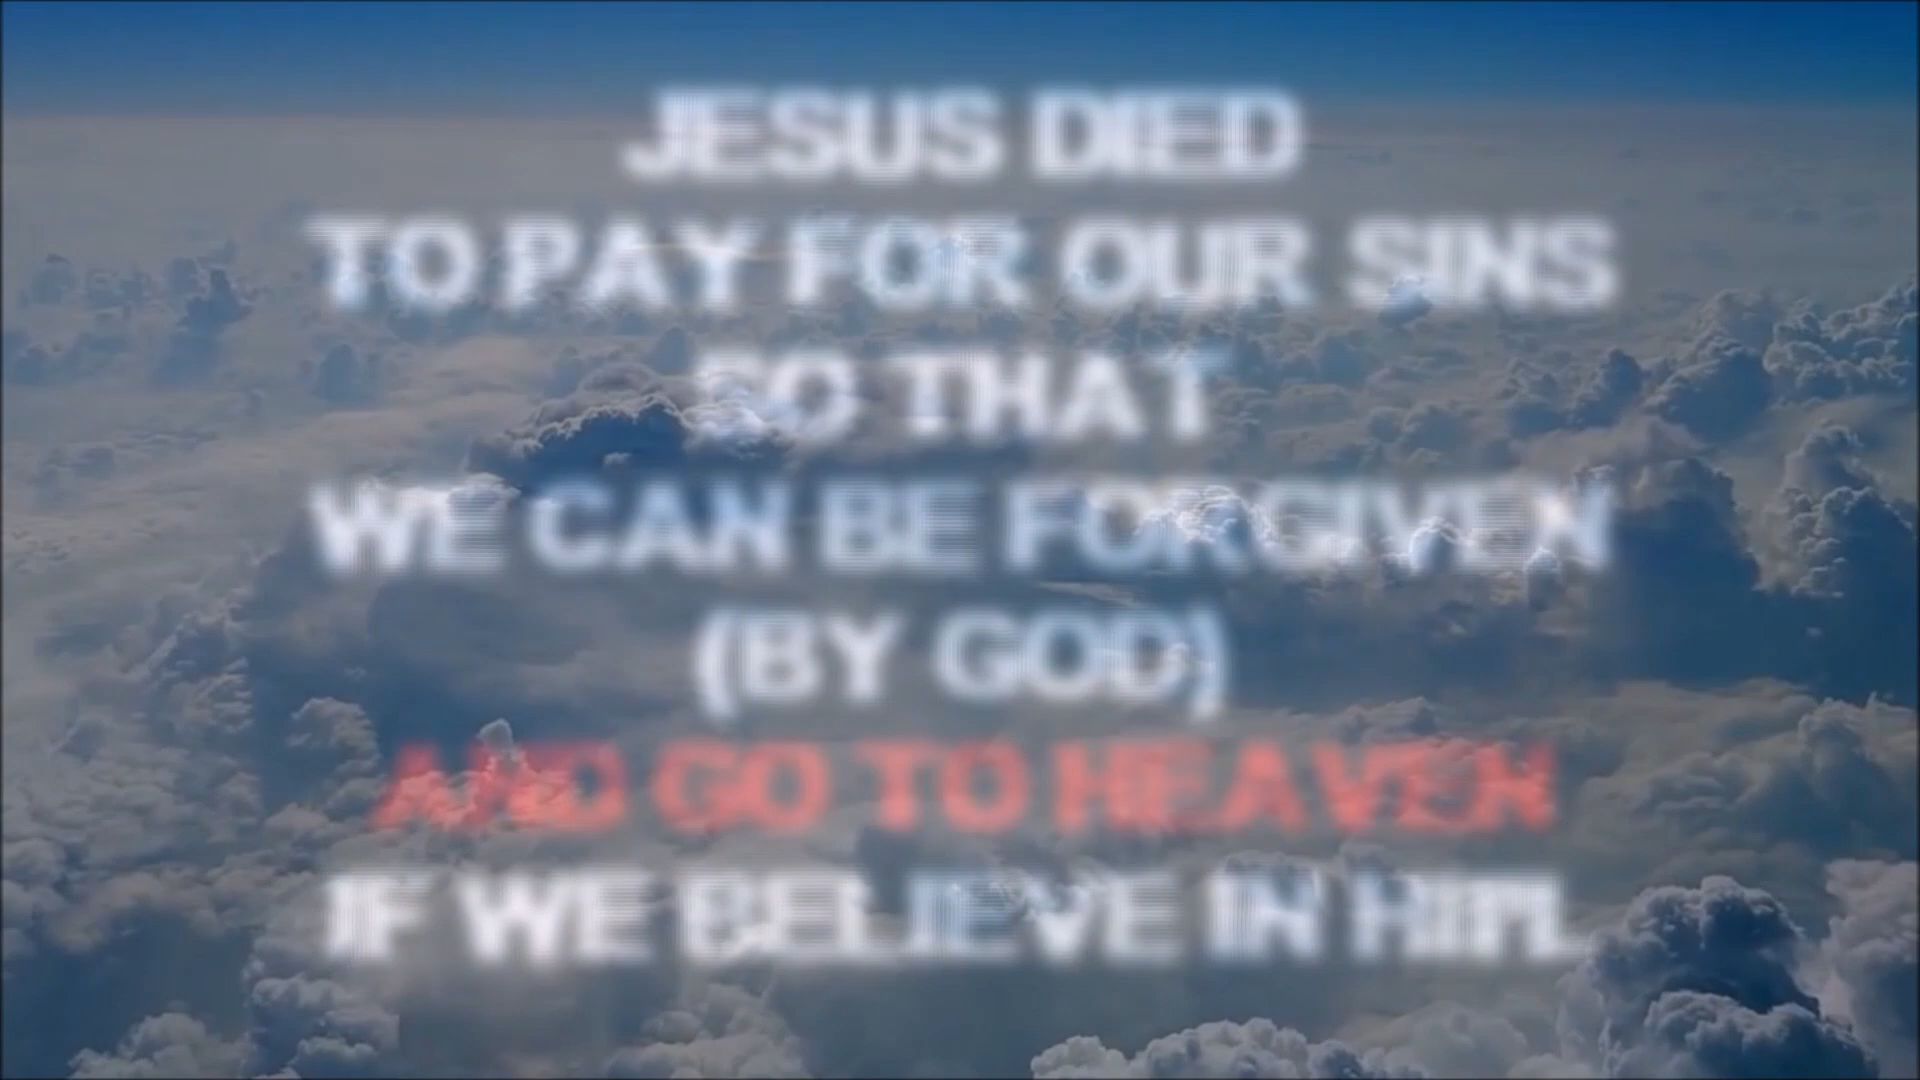 JESUS DIED
TO PAY FOR OUR SINS
SO THAT
WE CAN BE FORGIVEN
(BY GOD)
AND GO TO HEAVEN
IF WE BELIEVE IN HIM.